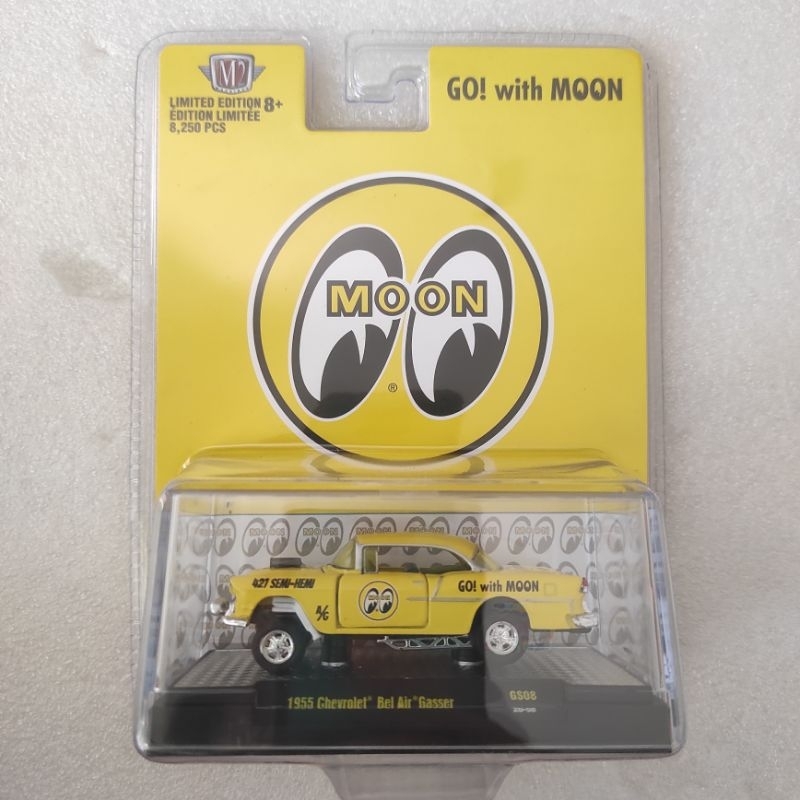 M2
GO! with MOON
LIMITED EDITION 8+
ÉDITION LIMITÉE
8,250 PCS
MOON
®
427 SEMI-HEMI
A/G
MOON
GO! with MOON
1955 Chevrolet® Bel Air® Gasser
GS08